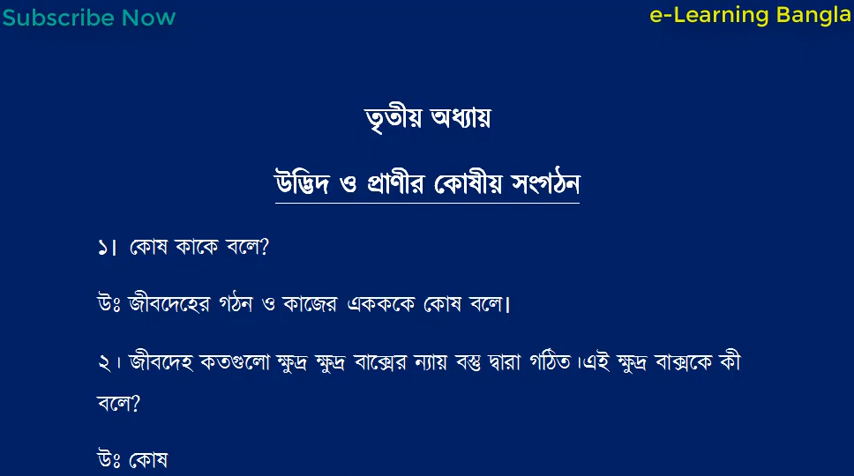 Subscribe Now
e-Learning Bangla
তৃতীয় অধ্যায়
উদ্ভিদ ও প্রাণীর কোষীয় সংগঠন
১। কোষ কাকে বলে?
উঃ জীবদেহের গঠন ও কাজের একককে কোষ বলে।
২। জীবদেহ কতগুলো ক্ষুদ্র ক্ষুদ্র বাক্সের ন্যায় বস্তু দ্বারা গঠিত।এই ক্ষুদ্র বাক্সকে কী
বলে?
উঃ কোষ